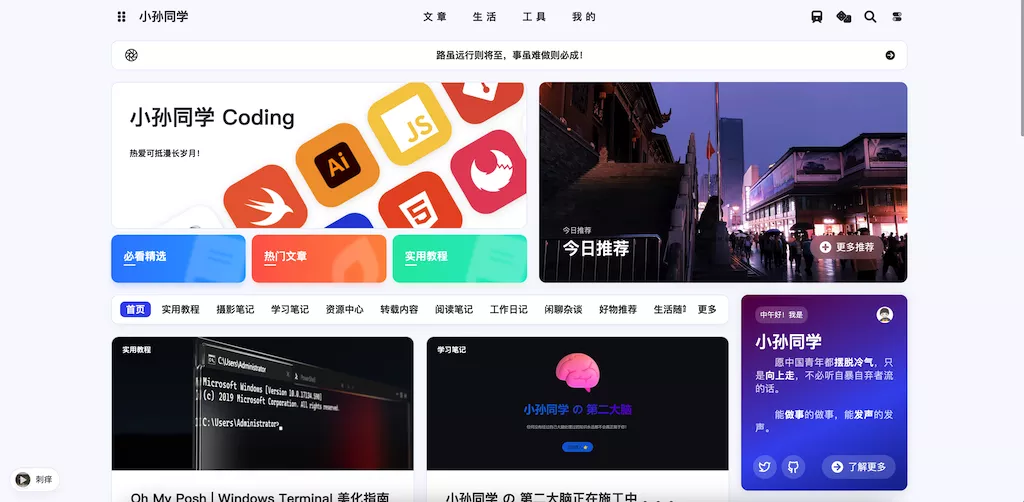 小孙同学
文章 生活 工具 我的
路虽远行则将至，事虽难做则必成！
小孙同学 Coding
热爱可抵漫长岁月！
Ai
JS
5
今日推荐
今日推荐
更多推荐
必看精选
热门文章
实用教程
首页 实用教程 摄影笔记 学习笔记 资源中心 转载内容 阅读笔记 工作日记 闲聊杂谈 好物推荐 生活随 更多
实用教程
C:\Users\Administrator
PowerShell
Microsoft Windows [Version 10.0.17134.590]
(c) 2019 Microsoft Corporation. All rights reserved.
C:\Users\Administrator>
Oh My Posh | Windows Terminal 美化指南
学习笔记
小孙同学 の 第二大脑
小孙同学 の 第二大脑正在施工中 。。。
中午好！我是
小孙同学
愿中国青年都摆脱冷气，只
是向上走，不必听自暴自弃者流
的话。
能做事的做事，能发声的发
声。
了解更多
刺痒